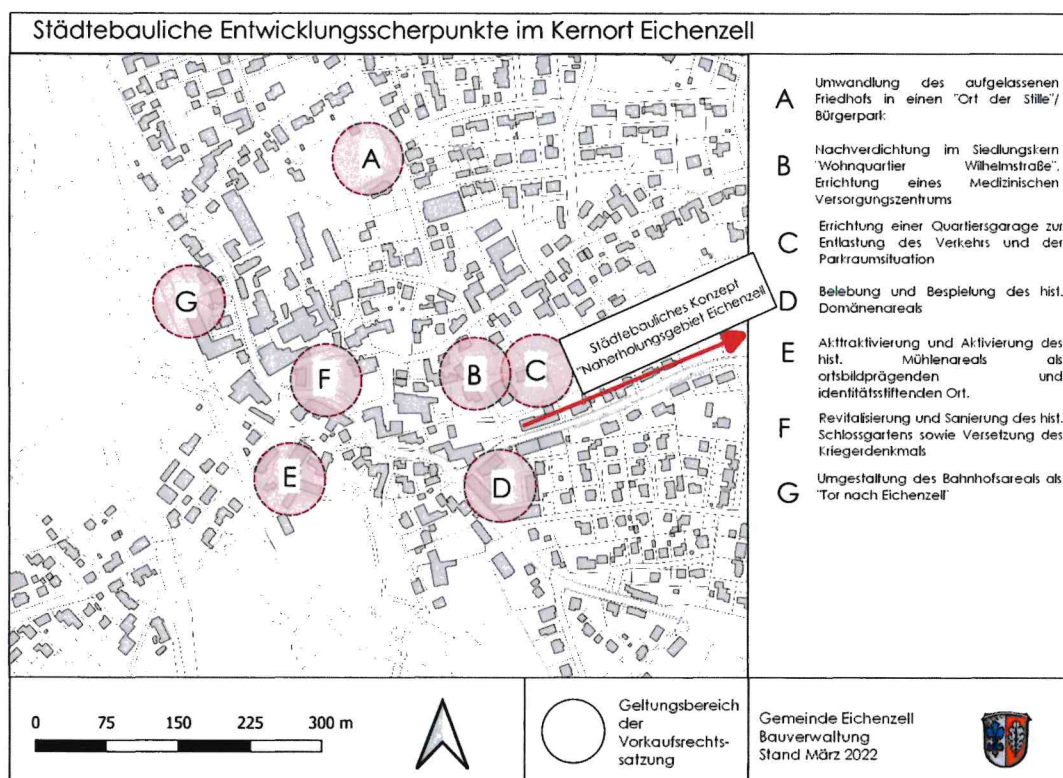 Städtebauliche Entwicklungsscherpunkte im Kernort Eichenzell
A
B
C
D
E
F
G
Städtebauliches Konzept
"Naherholungsgebiet Eichenzell
A
Umwandlung des aufgelassenen
Friedhofs in einen "Ort der Stille"/
Bürgerpark
B
Nachverdichtung im Siedlungskern
"Wohnquartier Wilhelmstraße",
Errichtung eines Medizinischen
Versorgungszentrums
C
Errichtung einer Quartiersgarage zur
Entlastung des Verkehrs und der
Parkraumsituation
D
Belebung und Bespielung des hist.
Domänenareals
E
Akttraktivierung und Aktivierung des
hist. Mühlenareals als
ortsbildprägenden und
identitätsstiftenden Ort.
F
Revitalisierung und Sanierung des hist.
Schlossgartens sowie Versetzung des
Kriegerdenkmals
G
Umgestaltung des Bahnhofsareals als
"Tor nach Eichenzell"
0 75 150 225 300 m
Geltungsbereich
der
Vorkaufsrechts-
satzung
Gemeinde Eichenzell
Bauverwaltung
Stand März 2022